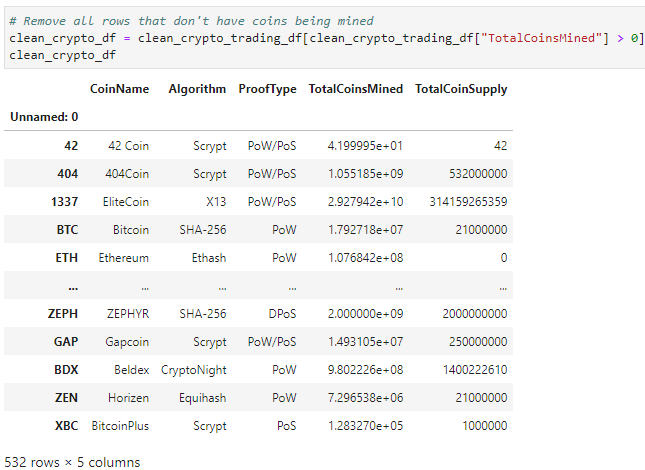 # Remove all rows that don't have coins being mined
clean_crypto_df = clean_crypto_trading_df[clean_crypto_trading_df["TotalCoinsMined"] > 0]
clean_crypto_df
CoinName Algorithm ProofType TotalCoinsMined TotalCoinSupply
Unnamed: 0
42 42 Coin Scrypt PoW/PoS 4.199995e+01 42
404 404Coin Scrypt PoW/PoS 1.055185e+09 532000000
1337 EliteCoin X13 PoW/PoS 2.927942e+10 314159265359
BTC Bitcoin SHA-256 PoW 1.792718e+07 21000000
ETH Ethereum Ethash PoW 1.076842e+08 0
... ... ... ... ... ...
ZEPH ZEPHYR SHA-256 DPoS 2.000000e+09 2000000000
GAP Gapcoin Scrypt PoW/PoS 1.493105e+07 250000000
BDX Beldex CryptoNight PoW 9.802226e+08 1400222610
ZEN Horizen Equihash PoW 7.296538e+06 21000000
XBC BitcoinPlus Scrypt PoS 1.283270e+05 1000000
532 rows × 5 columns